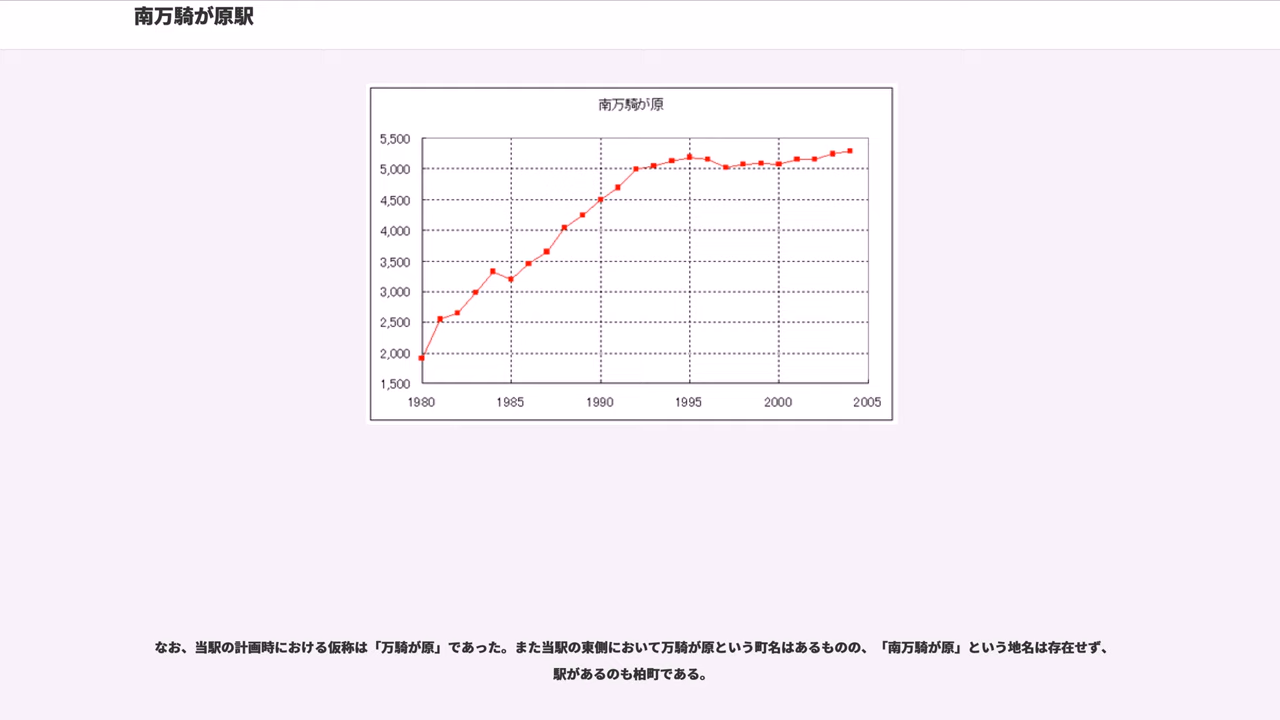 南万騎が原駅
南万騎が原
5,500
5,000
4,500
4,000
3,500
3,000
2,500
2,000
1,500
1980 1985 1990 1995 2000 2005
なお、当駅の計画時における仮称は「万騎が原」であった。また当駅の東側において万騎が原という町名はあるものの、「南万騎が原」という地名は存在せず、
駅があるのも柏町である。